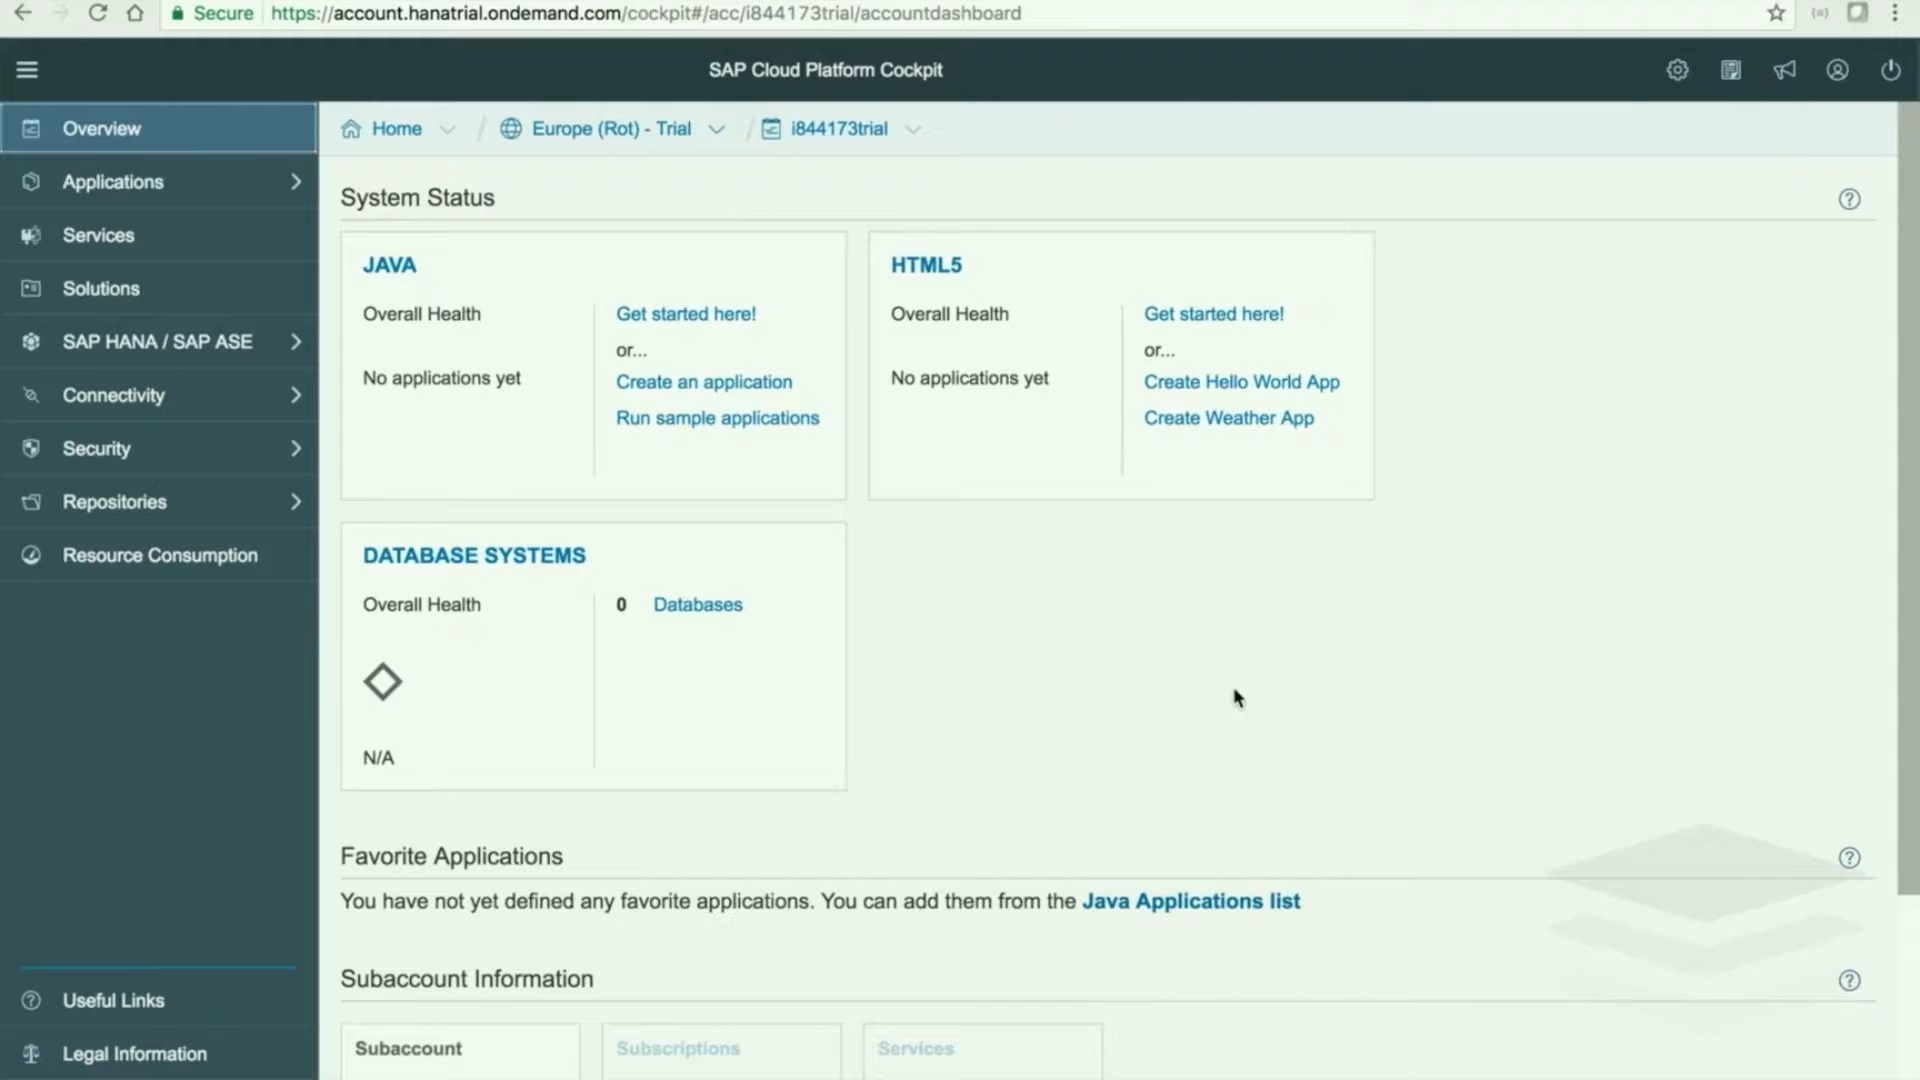 Secure https://account.hanatrial.ondemand.com/cockpit#/acc/i844173trial/accountdashboard
SAP Cloud Platform Cockpit
Overview
Applications
Services
Solutions
SAP HANA / SAP ASE
Connectivity
Security
Repositories
Resource Consumption
Useful Links
Legal Information
Home / Europe (Rot) - Trial / i844173trial
System Status
JAVA
Overall Health
No applications yet
Get started here!
or...
Create an application
Run sample applications
HTML5
Overall Health
No applications yet
Get started here!
or...
Create Hello World App
Create Weather App
DATABASE SYSTEMS
Overall Health
N/A
0 Databases
Favorite Applications
You have not yet defined any favorite applications. You can add them from the Java Applications list
Subaccount Information
Subaccount
Subscriptions
Services